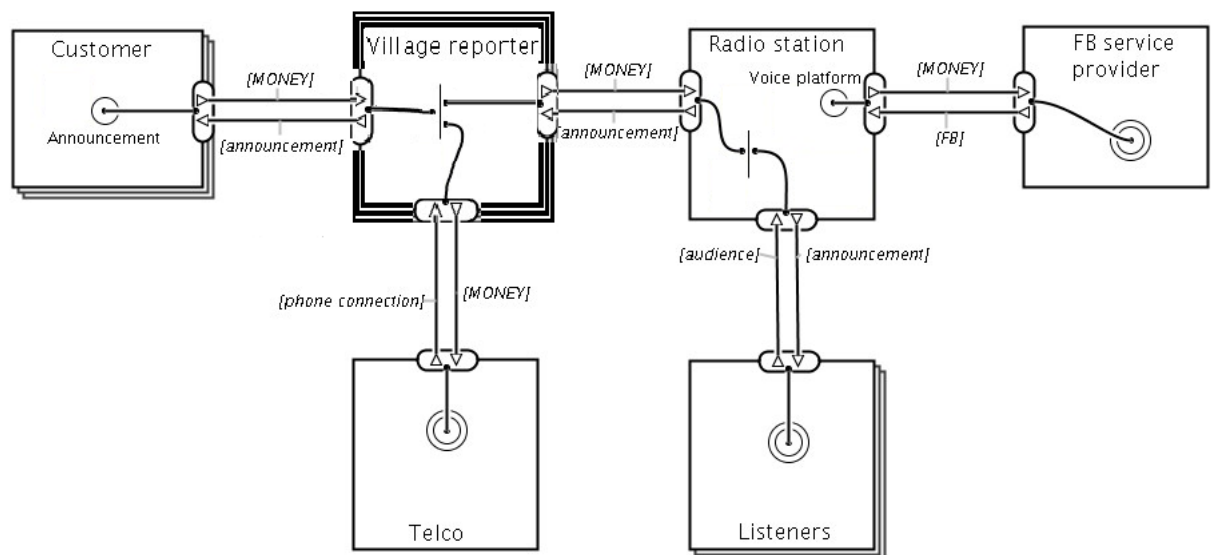 Customer
Announcement
[MONEY]
[announcement]
Village reporter
[MONEY]
[announcement]
Radio station
Voice platform
[MONEY]
[FB]
FB service
provider
[phone connection]
[MONEY]
[audience]
[announcement]
Telco
Listeners